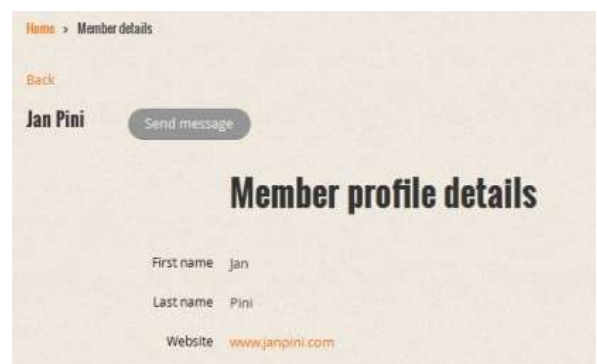 Home > Member details
Back
Jan Pini Send message
Member profile details
First name Jan
Last name Pini
Website www.janpini.com